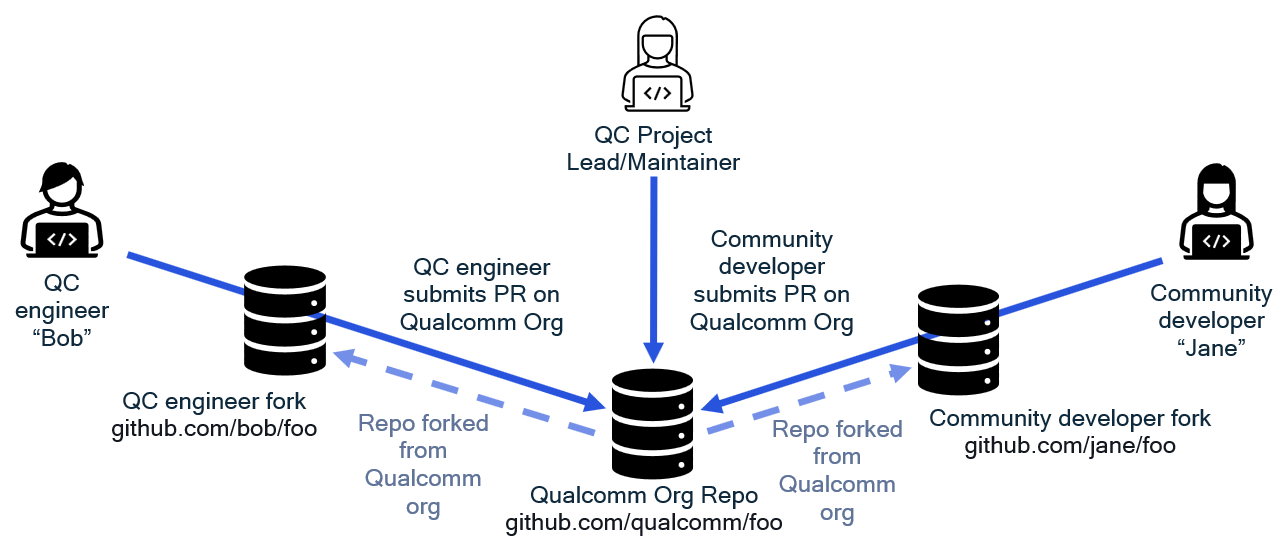 QC Project
Lead/Maintainer
QC
engineer
“Bob”
QC engineer
submits PR on
Qualcomm Org
Community
developer
submits PR on
Qualcomm Org
Community
developer
“Jane”
QC engineer fork
github.com/bob/foo
Repo forked
from
Qualcomm
org
Repo forked
from
Qualcomm
org
Community developer fork
github.com/jane/foo
Qualcomm Org Repo
github.com/qualcomm/foo